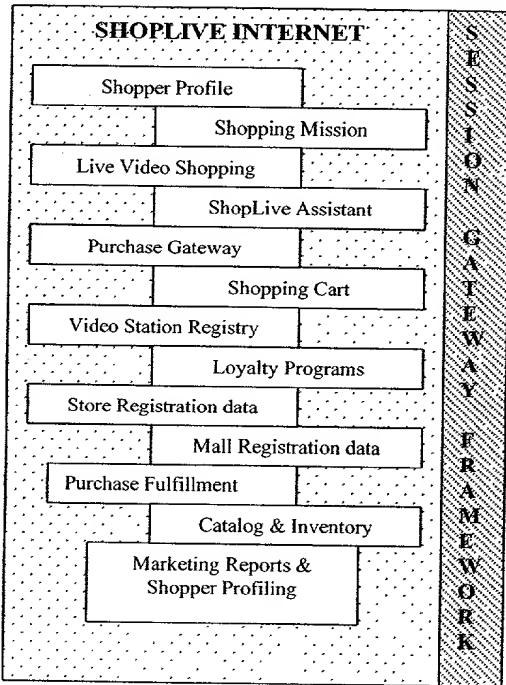 SHOPLIVE INTERNET
Shopper Profile
Shopping Mission
Live Video Shopping
ShopLive Assistant
Purchase Gateway
Shopping Cart
Video Station Registry
Loyalty Programs
Store Registration data
Mall Registration data
Purchase Fulfillment
Catalog & Inventory
Marketing Reports &
Shopper Profiling
SESSION GATEWAY FRAMEWORK